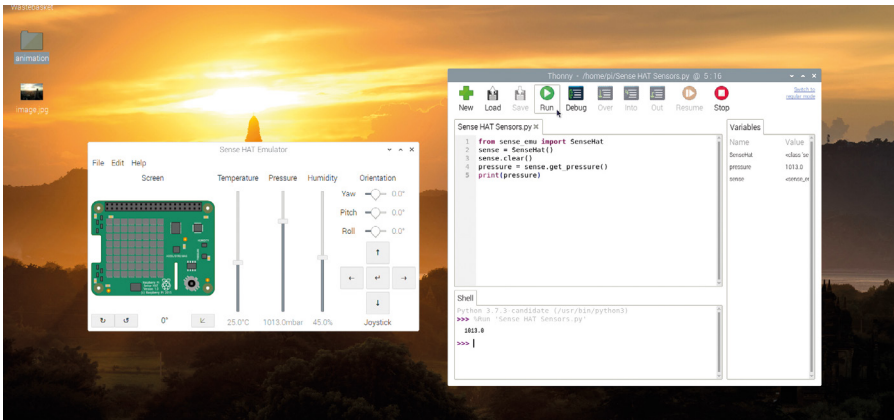 Wastebasket
animation
image.jpg
Sense HAT Emulator
File Edit Help
Screen
Temperature Pressure Humidity Orientation
Yaw 0.0°
Pitch 0.0°
Roll 0.0°
0°
25.0°C 1013.0mbar 45.0% Joystick
Thonny - /home/pi/Sense HAT Sensors.py @ 5:16
New Load Save Run Debug Over Into Out Resume Stop
Switch to
regular mode
Sense HAT Sensors.py
1 from sense_emu import SenseHat
2 sense = SenseHat()
3 sense.clear()
4 pressure = sense.get_pressure()
5 print(pressure)
Variables
Name Value
SenseHat <class 'se
pressure 1013.0
sense <sense_er
Shell
Python 3.7.3 candidate (/usr/bin/python3)
>>> %Run 'Sense HAT Sensors.py'
1013.0
>>>